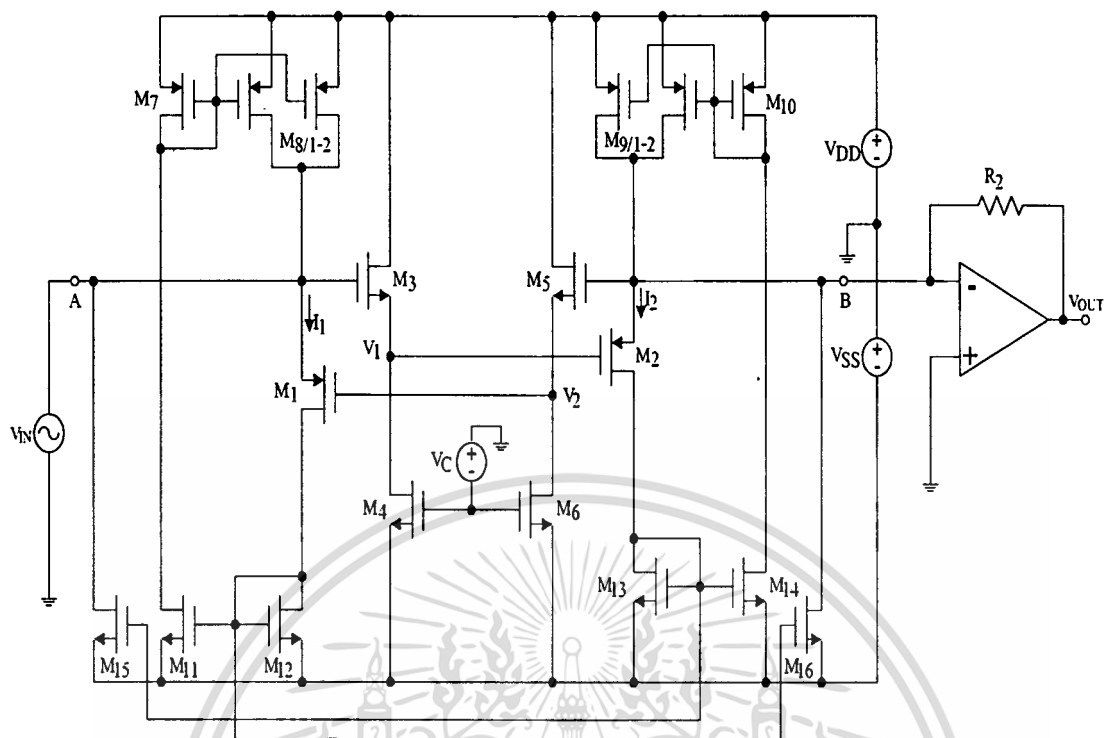 M7
M8/1-2
M9/1-2
M10
VDD
R2
A
M3
M5
B
I1
I2
VOUT
V1
M2
VSS
M1
V2
VIN
VC
M4
M6
M13
M14
M15
M11
M12
M16
-
+
+
-
+
-
+
-